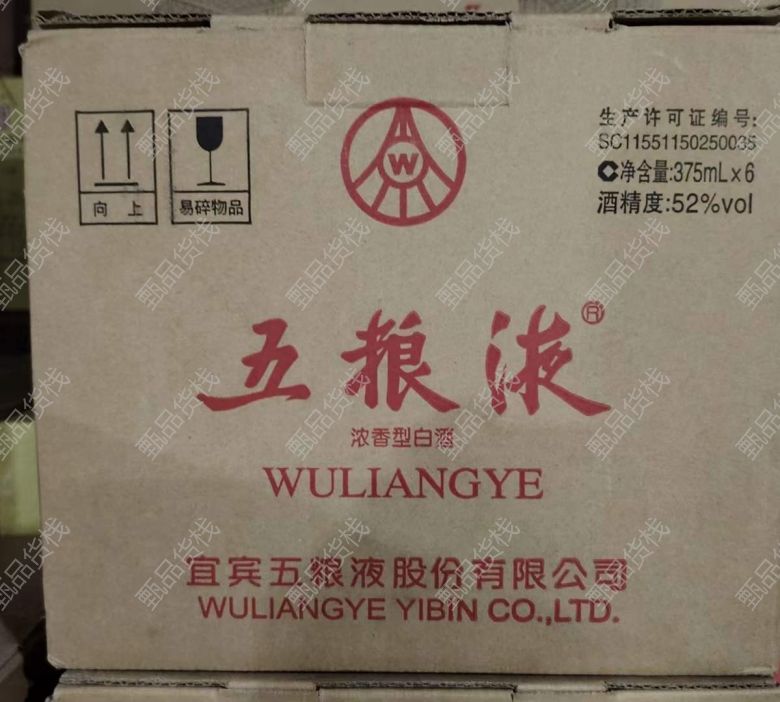 向 上
易碎物品
W
生产许可证编号:
SC11551150250035
净含量:375mL x 6
酒精度:52%vol
五粮液®
浓香型白酒
WULIANGYE
宜宾五粮液股份有限公司
WULIANGYE YIBIN CO.,LTD.
甄品货栈